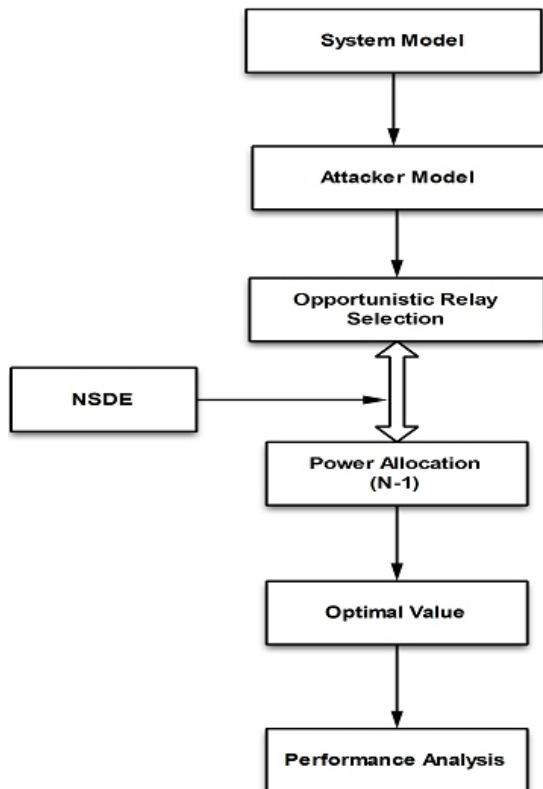 System Model
Attacker Model
Opportunistic Relay
Selection
NSDE
Power Allocation
(N-1)
Optimal Value
Performance Analysis